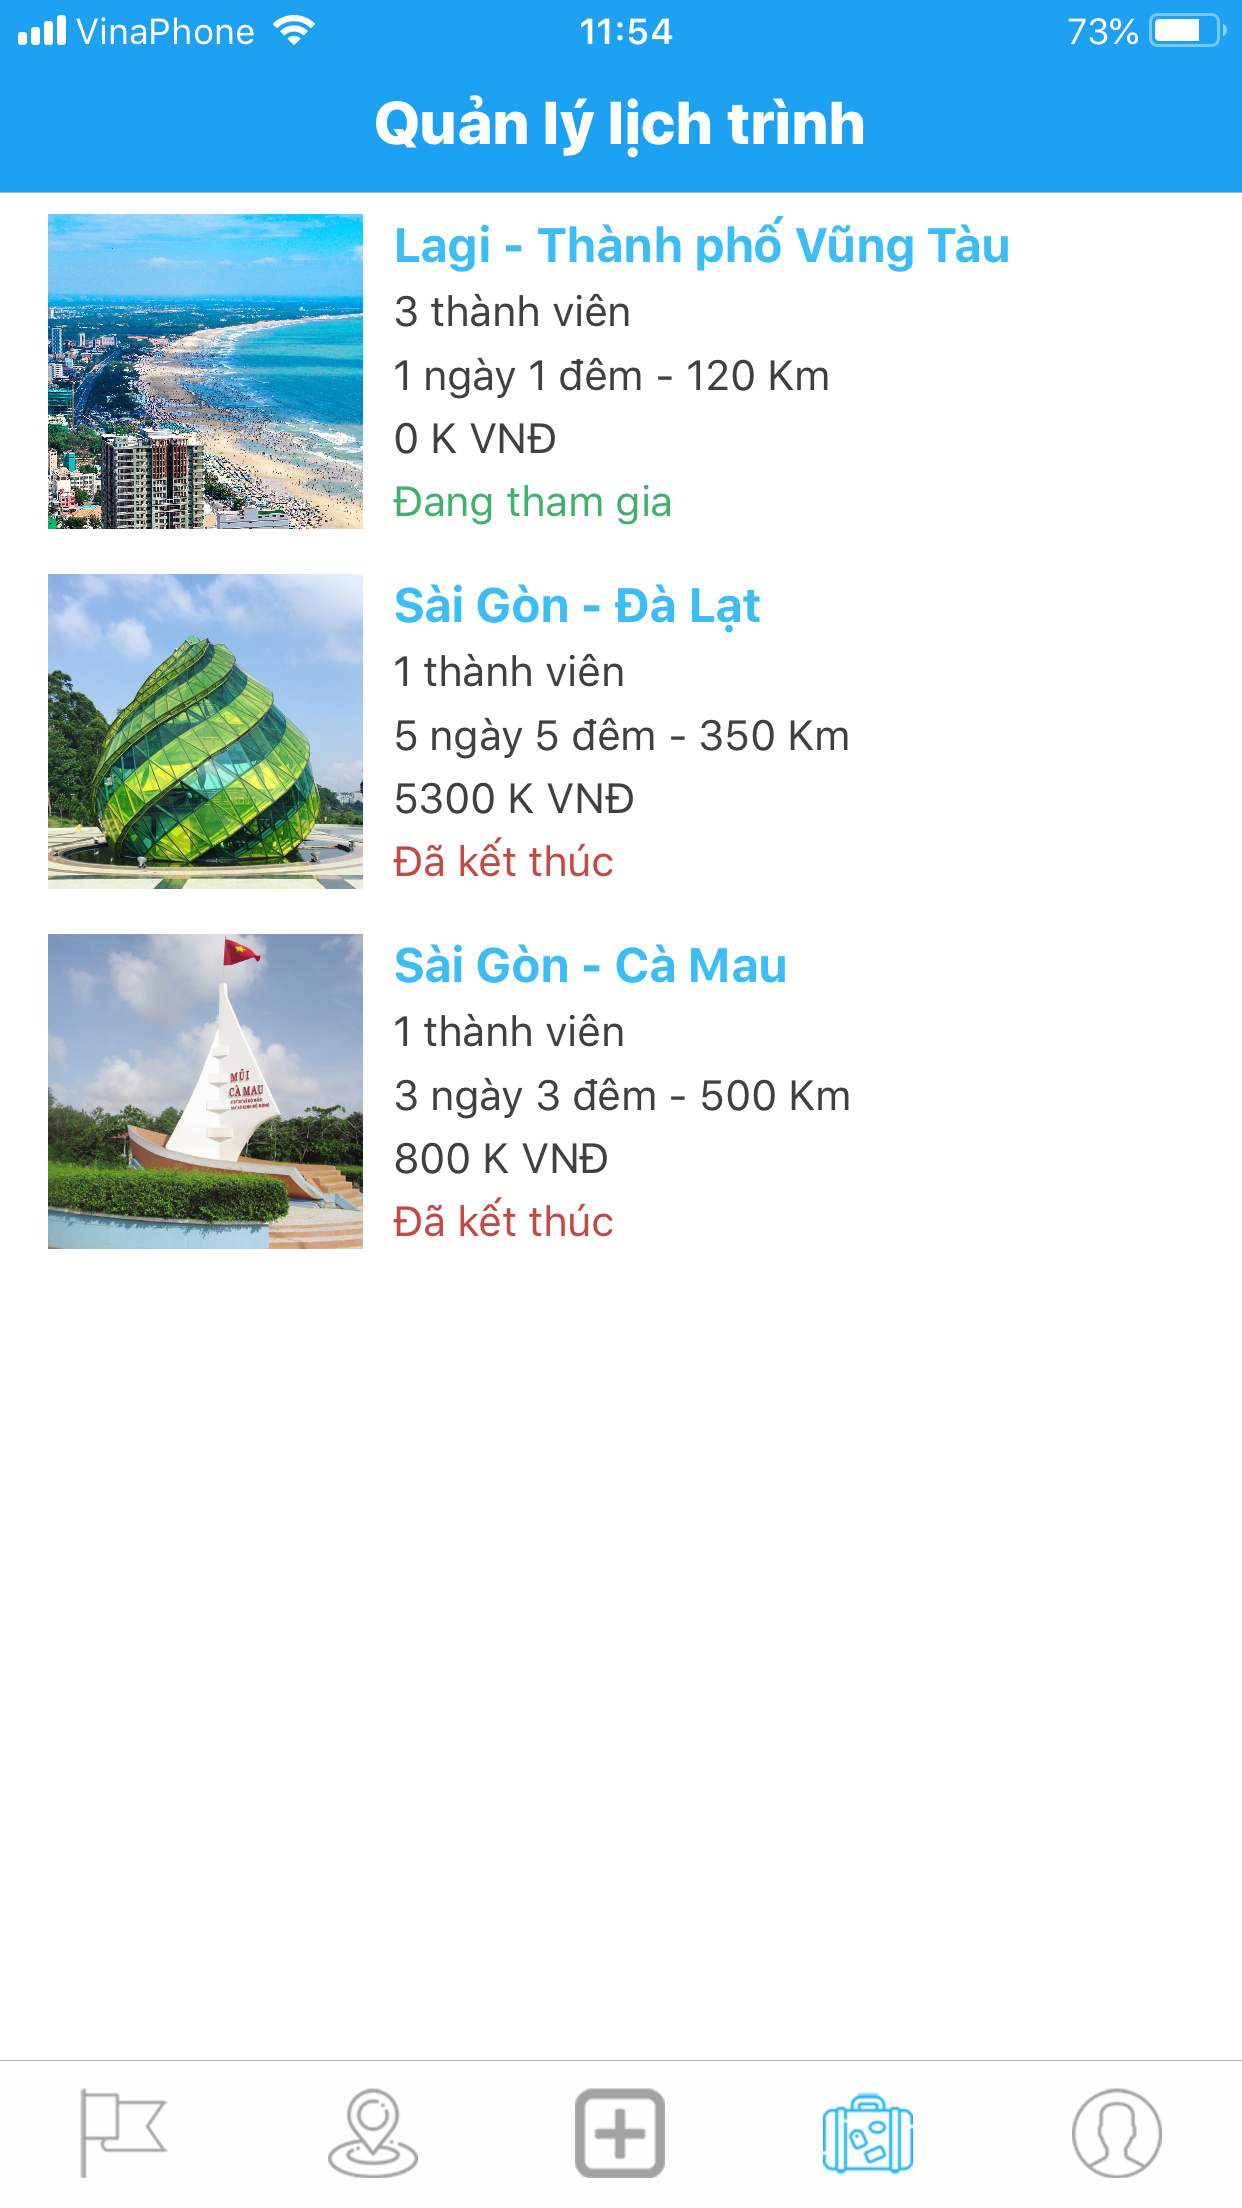 VinaPhone 11:54 73%
Quản lý lịch trình
Lagi - Thành phố Vũng Tàu
3 thành viên
1 ngày 1 đêm - 120 Km
0 K VNĐ
Đang tham gia
Sài Gòn - Đà Lạt
1 thành viên
5 ngày 5 đêm - 350 Km
5300 K VNĐ
Đã kết thúc
MŨI
CÀ MAU
Sài Gòn - Cà Mau
1 thành viên
3 ngày 3 đêm - 500 Km
800 K VNĐ
Đã kết thúc